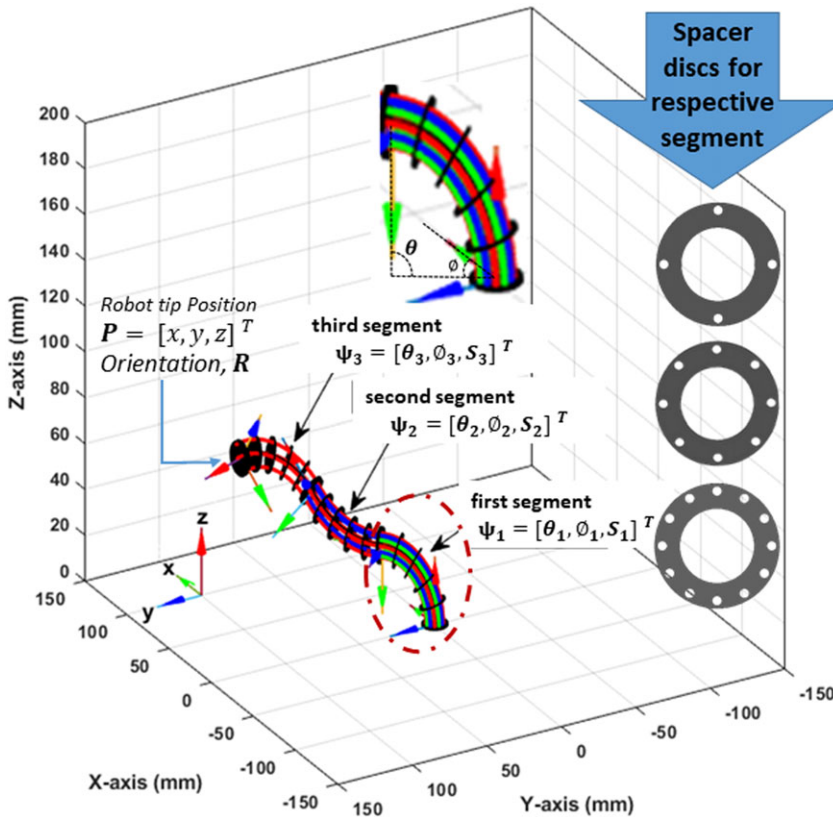 Spacer
discs for
respective
segment
Z-axis (mm)
200
180
160
140
120
100
80
60
40
20
0
θ
ϕ
Robot tip Position
P = [x, y, z] ᵀ
Orientation, R
third segment
ψ₃ = [θ₃, ∅₃, S₃] ᵀ
second segment
ψ₂ = [θ₂, ∅₂, S₂] ᵀ
first segment
ψ₁ = [θ₁, ∅₁, S₁] ᵀ
z
x
y
150
100
50
0
-50
-100
-150
X-axis (mm)
150
100
50
0
-50
-100
-150
Y-axis (mm)